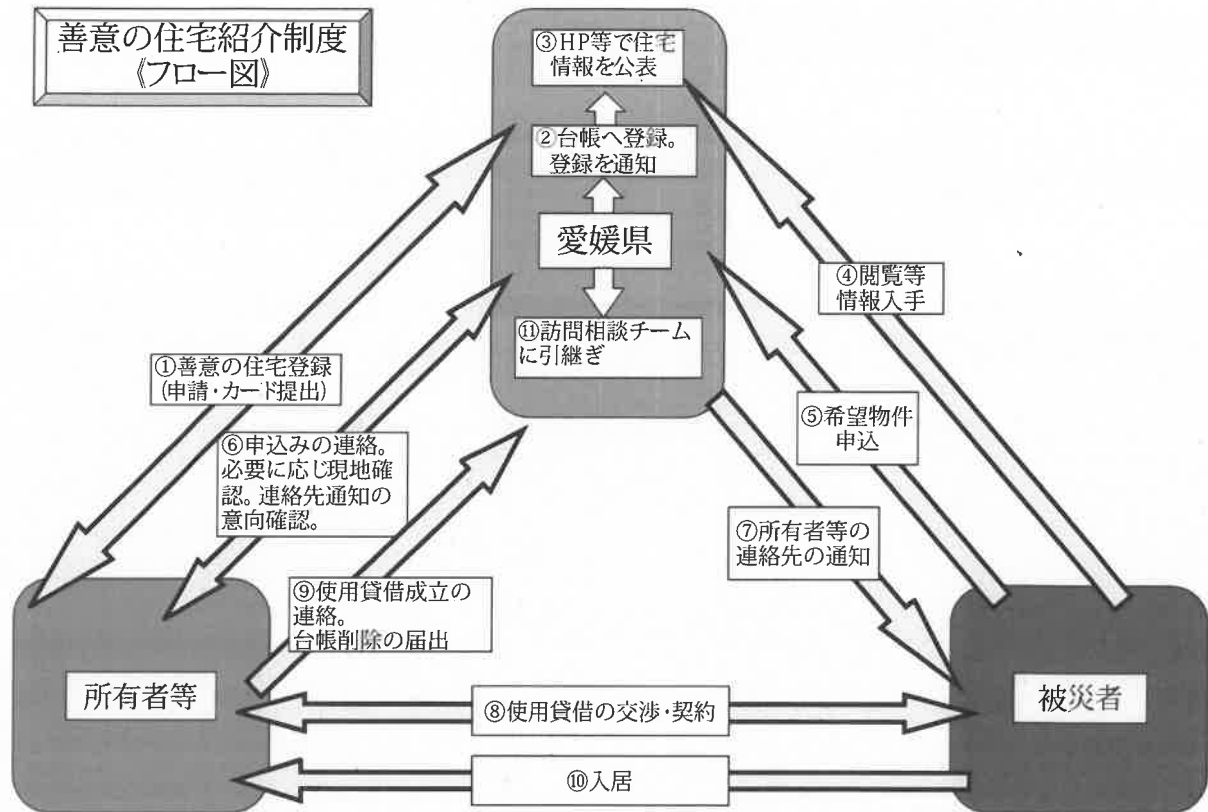 善意の住宅紹介制度
《フロー図》
③HP等で住宅
情報を公表
②台帳へ登録。
登録を通知
愛媛県
⑪訪問相談チーム
に引継ぎ
④閲覧等
情報入手
①善意の住宅登録
(申請・カード提出)
⑤希望物件
申込
⑥申込みの連絡。
必要に応じ現地確
認。連絡先通知の
意向確認。
⑦所有者等の
連絡先の通知
⑨使用貸借成立の
連絡。
台帳削除の届出
所有者等
⑧使用貸借の交渉・契約
被災者
⑩入居